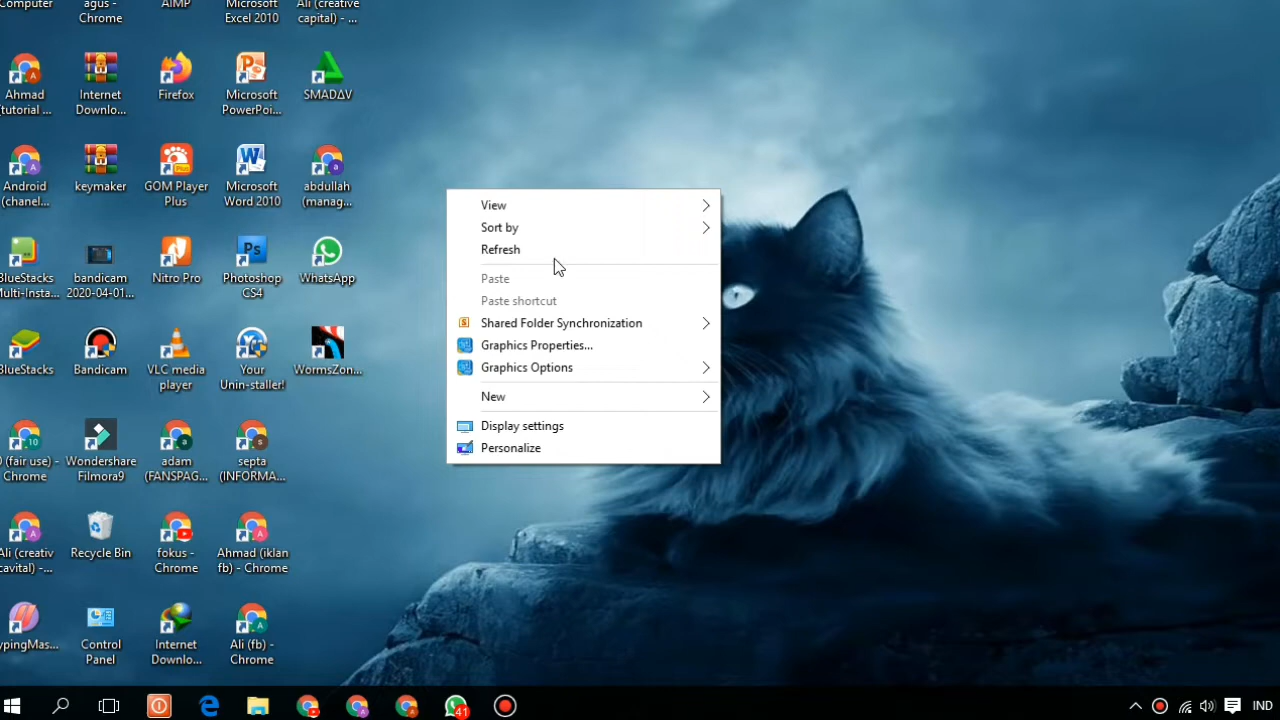 Computer
agus -
Chrome
AIMP
Microsoft
Excel 2010
Ali (creative
capital) - ...
Ahmad
(tutorial ...
Internet
Downlo...
Firefox
Microsoft
PowerPoi...
SMADΔV
Android
(chanel...
keymaker
GOM Player
Plus
Microsoft
Word 2010
abdullah
(manag...
BlueStacks
Multi-Insta...
bandicam
2020-04-01...
Nitro Pro
Photoshop
CS4
WhatsApp
BlueStacks
Bandicam
VLC media
player
Your
Unin-staller!
WormsZon...
(fair use) -
Chrome
Wondershare
Filmora9
adam
(FANSPAG...
septa
(INFORMA...
Ali (creativ
cavital) -...
Recycle Bin
fokus -
Chrome
Ahmad (iklan
fb) - Chrome
ypingMas...
Control
Panel
Internet
Downlo...
Ali (fb) -
Chrome
View
Sort by
Refresh
Paste
Paste shortcut
Shared Folder Synchronization
Graphics Properties...
Graphics Options
New
Display settings
Personalize
41
IND